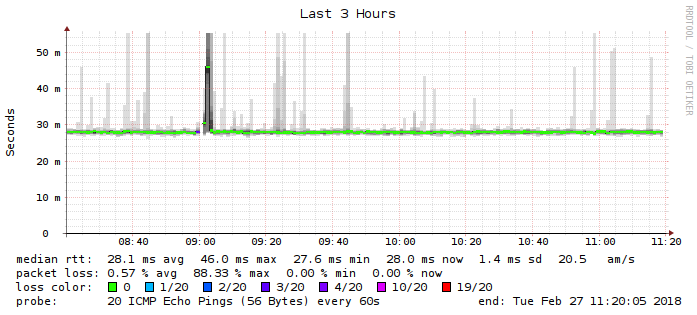 Last 3 Hours
RRDTOOL / TOBI OETIKER
Seconds
50 m
40 m
30 m
20 m
10 m
0
08:40 09:00 09:20 09:40 10:00 10:20 10:40 11:00 11:20
median rtt: 28.1 ms avg 46.0 ms max 27.6 ms min 28.0 ms now 1.4 ms sd 20.5 am/s
packet loss: 0.57 % avg 88.33 % max 0.00 % min 0.00 % now
loss color: 0 1/20 2/20 3/20 4/20 10/20 19/20
probe: 20 ICMP Echo Pings (56 Bytes) every 60s end: Tue Feb 27 11:20:05 2018